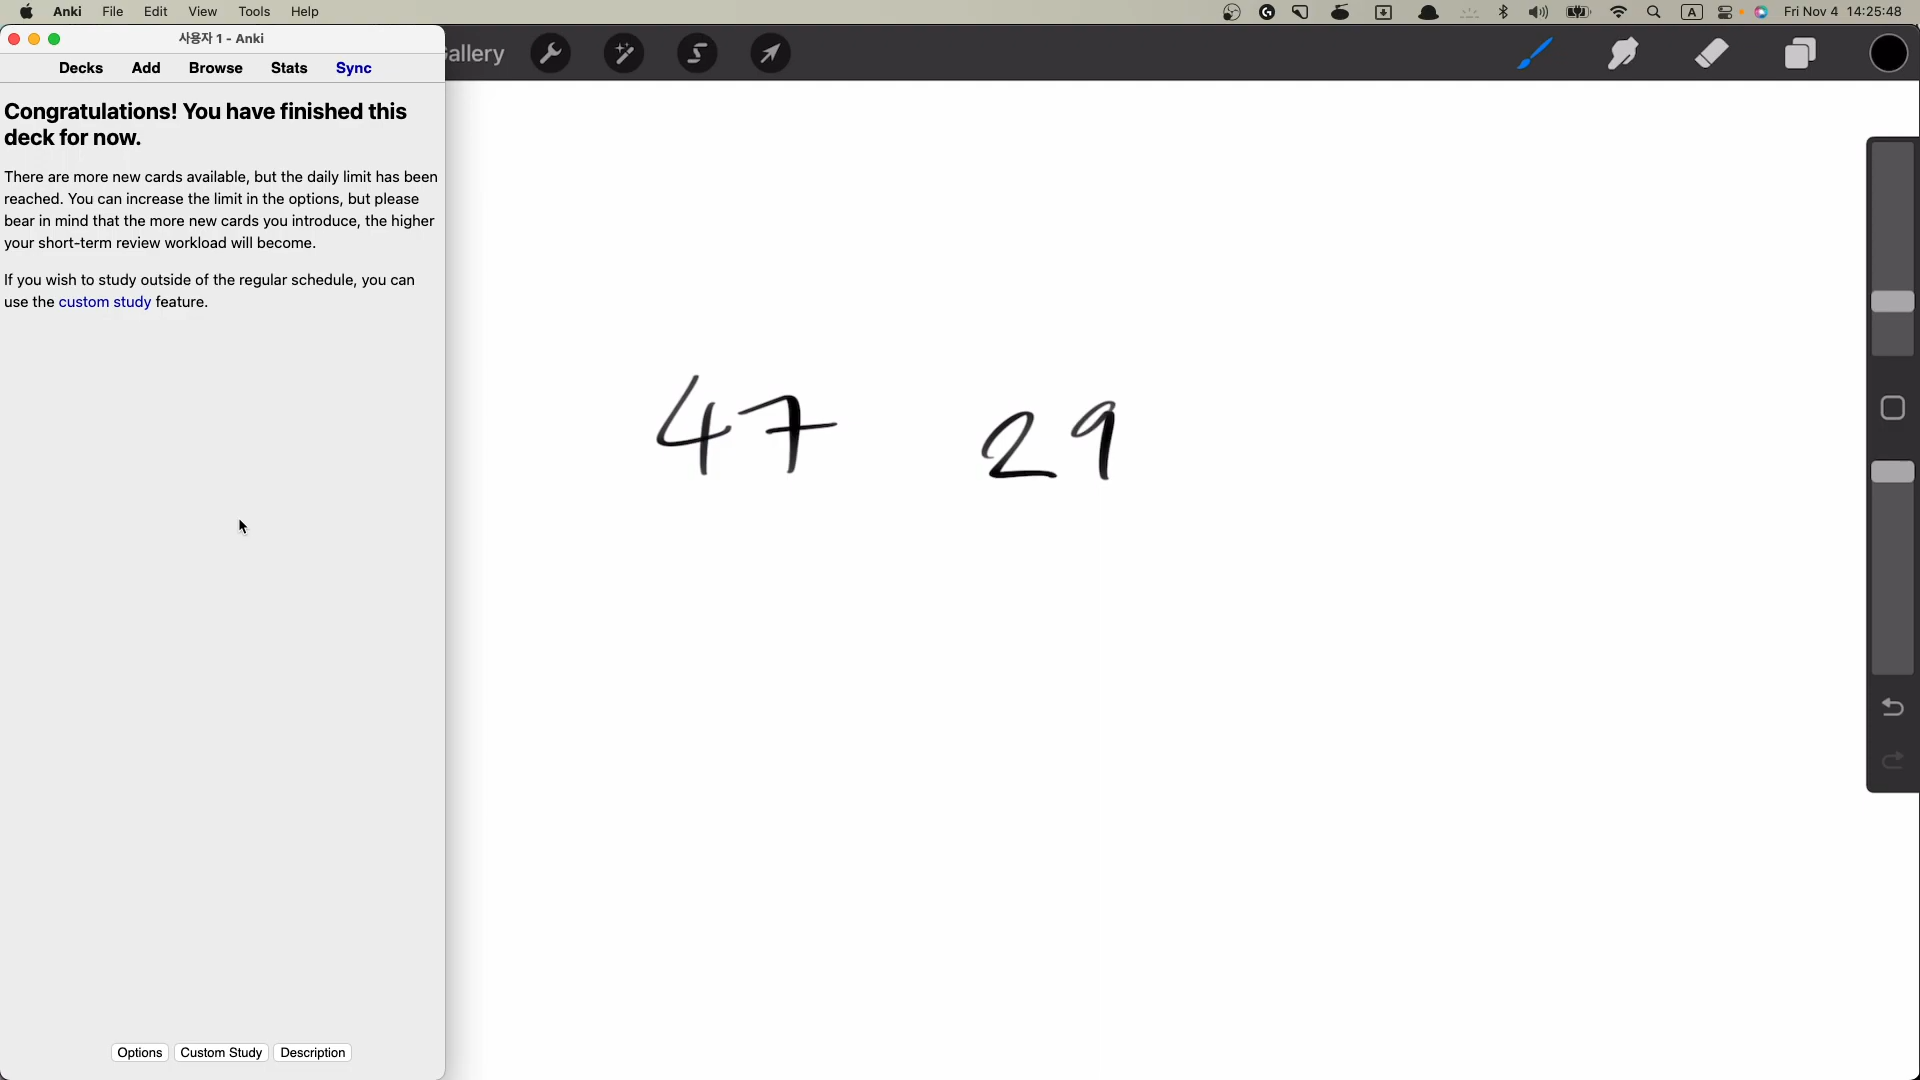 Anki File Edit View Tools Help A Fri Nov 4 14:25:48
사용자 1 - Anki
allery
Decks Add Browse Stats Sync
Congratulations! You have finished this
deck for now.
There are more new cards available, but the daily limit has been
reached. You can increase the limit in the options, but please
bear in mind that the more new cards you introduce, the higher
your short-term review workload will become.
If you wish to study outside of the regular schedule, you can
use the custom study feature.
47 29
Options Custom Study Description